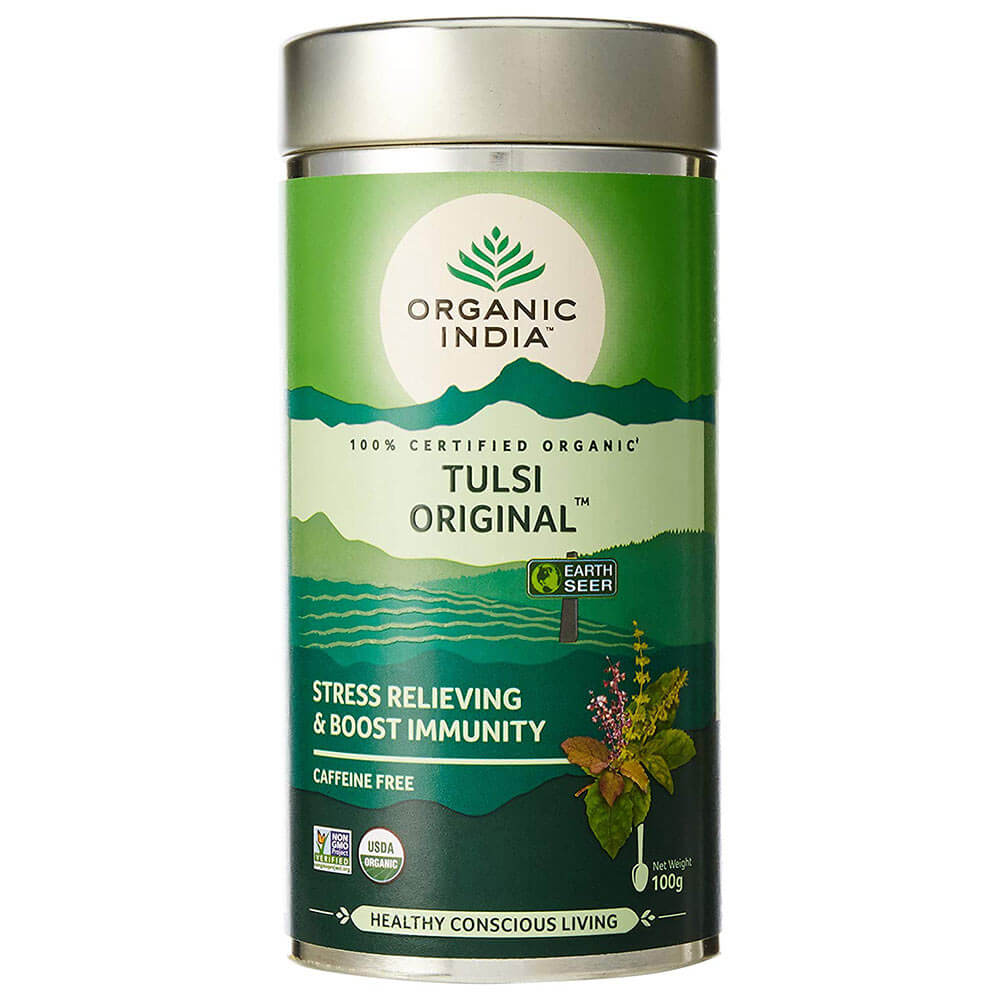 ORGANIC
INDIA™
100% CERTIFIED ORGANIC
TULSI
ORIGINAL™
EARTH
SEER
STRESS RELIEVING
& BOOST IMMUNITY
CAFFEINE FREE
NON
GMO
Project
VERIFIED
USDA
ORGANIC
Net Weight
100g
HEALTHY CONSCIOUS LIVING